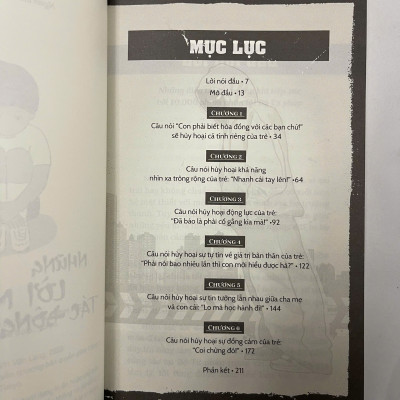 MỤC LỤC
Lời nói đầu • 7
Mở đầu • 13
CHƯƠNG 1
Câu nói "Con phải biết hòa đồng với các bạn chứ!"
sẽ hủy hoại cá tính riêng của trẻ • 34
CHƯƠNG 2
Câu nói hủy hoại khả năng
nhìn xa trông rộng của trẻ: "Nhanh cái tay lên!" •64
CHƯƠNG 3
Câu nói hủy hoại động lực của trẻ:
"Đã bảo là phải cố gắng kia mà!" •92
CHƯƠNG 4
Câu nói hủy hoại sự tự tin về giá trị bản thân của trẻ:
"Phải nói bao nhiêu lần thì con mới hiểu được hả?" • 122
CHƯƠNG 5
Câu nói hủy hoại sự tin tưởng lẫn nhau giữa cha mẹ
và con cái: "Lo mà học hành đi!" • 144
CHƯƠNG 6
Câu nói hủy hoại sự đồng cảm của trẻ:
"Coi chừng đó!" • 172
Phần kết • 211
NHỮNG
LỜI N
TÁC ĐỘNG